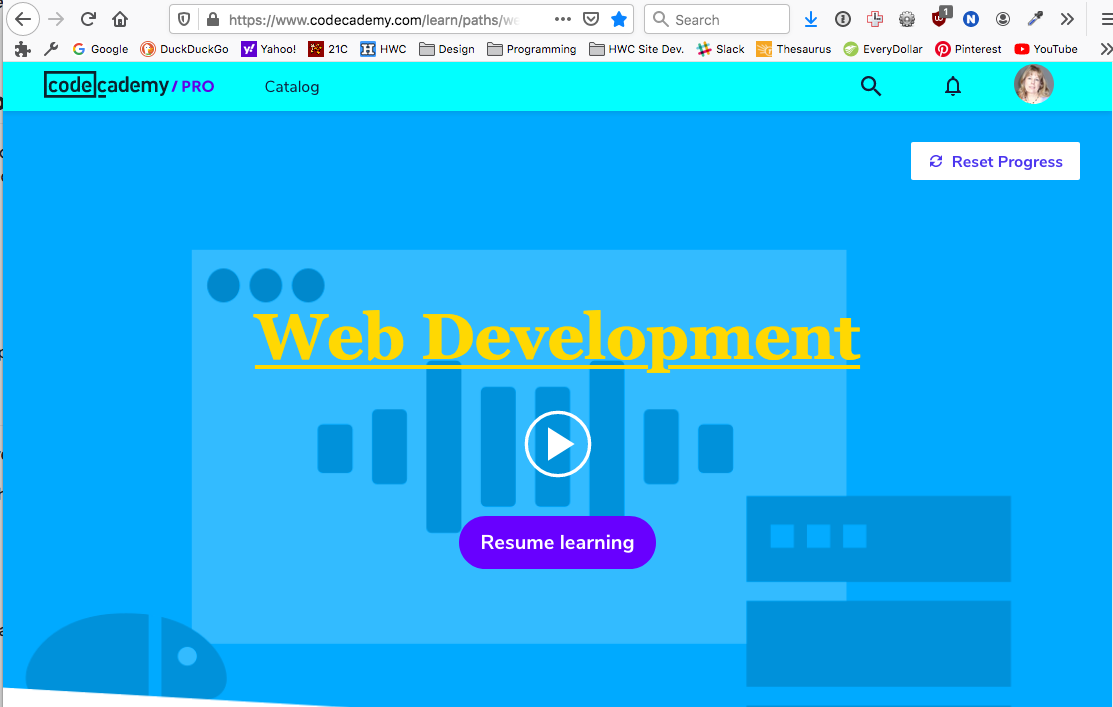 https://www.codecademy.com/learn/paths/we
Search
1
Google DuckDuckGo Yahoo! 21C HWC Design Programming HWC Site Dev. Slack Thesaurus EveryDollar Pinterest YouTube
codecademy/PRO Catalog
Reset Progress
Web Development
Resume learning